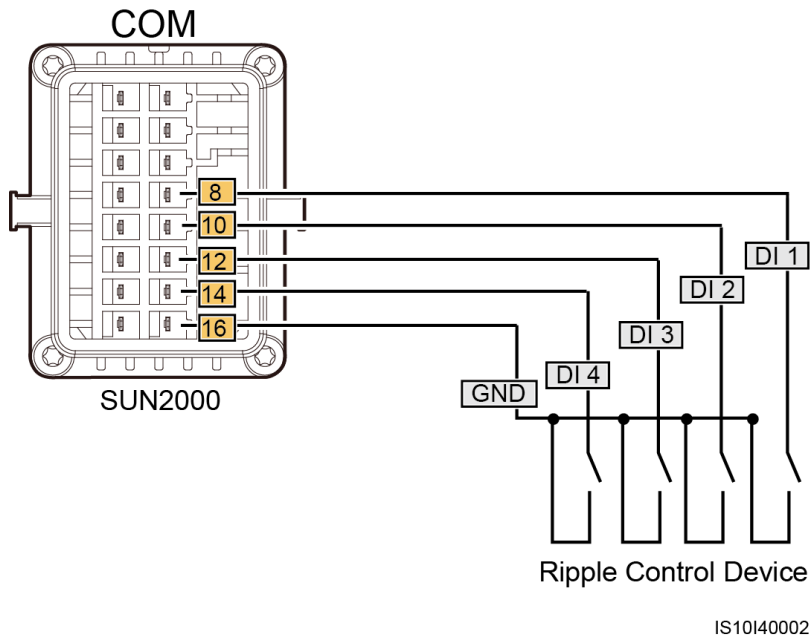 COM
8
10
12
14
16
DI 1
DI 2
DI 3
DI 4
GND
SUN2000
Ripple Control Device
IS10I40002